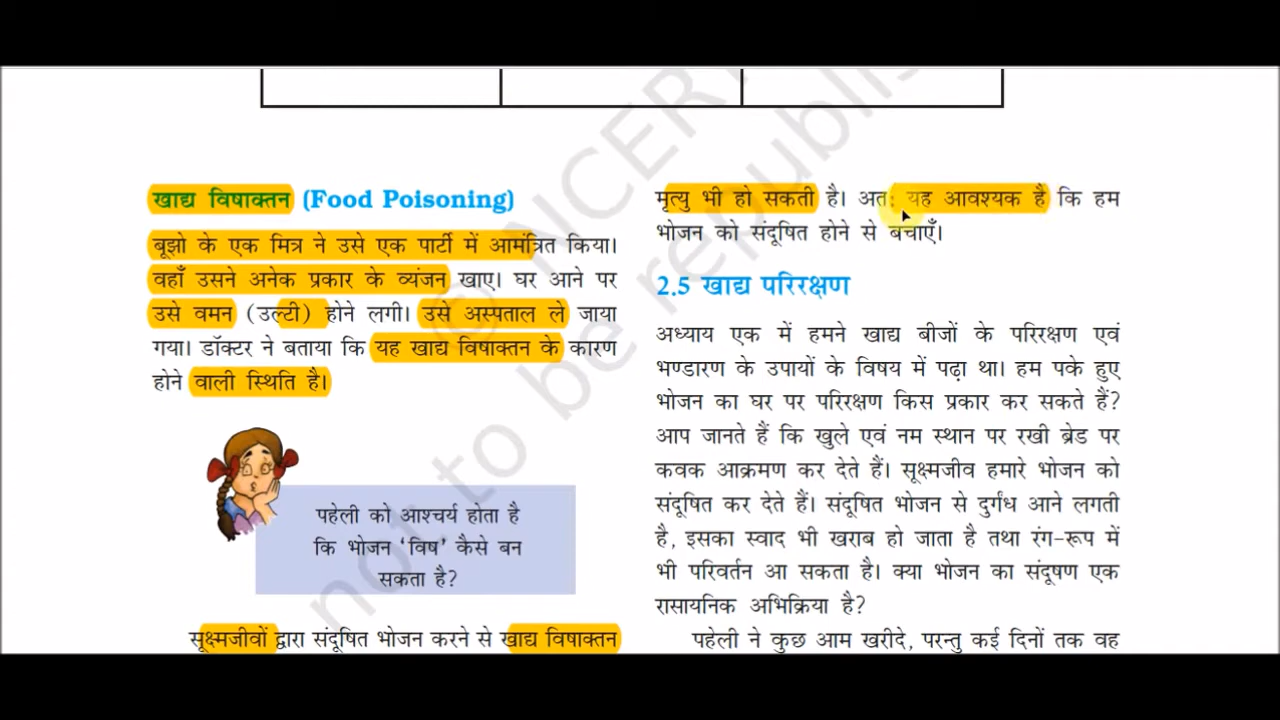 खाद्य विषाक्तन (Food Poisoning)
बूझो के एक मित्र ने उसे एक पार्टी में आमंत्रित किया।
वहाँ उसने अनेक प्रकार के व्यंजन खाए। घर आने पर
उसे वमन (उल्टी) होने लगी। उसे अस्पताल ले जाया
गया। डॉक्टर ने बताया कि यह खाद्य विषाक्तन के कारण
होने वाली स्थिति है।
पहेली को आश्चर्य होता है
कि भोजन ‘विष’ कैसे बन
सकता है?
सूक्ष्मजीवों द्वारा संदूषित भोजन करने से खाद्य विषाक्तन
मृत्यु भी हो सकती है। अतः यह आवश्यक है कि हम
भोजन को संदूषित होने से बचाएँ।
2.5 खाद्य परिरक्षण
अध्याय एक में हमने खाद्य बीजों के परिरक्षण एवं
भण्डारण के उपायों के विषय में पढ़ा था। हम पके हुए
भोजन का घर पर परिरक्षण किस प्रकार कर सकते हैं?
आप जानते हैं कि खुले एवं नम स्थान पर रखी ब्रेड पर
कवक आक्रमण कर देते हैं। सूक्ष्मजीव हमारे भोजन को
संदूषित कर देते हैं। संदूषित भोजन से दुर्गंध आने लगती
है, इसका स्वाद भी खराब हो जाता है तथा रंग-रूप में
भी परिवर्तन आ सकता है। क्या भोजन का संदूषण एक
रासायनिक अभिक्रिया है?
पहेली ने कुछ आम खरीदे, परन्तु कई दिनों तक वह
© NCERT
not to be republis